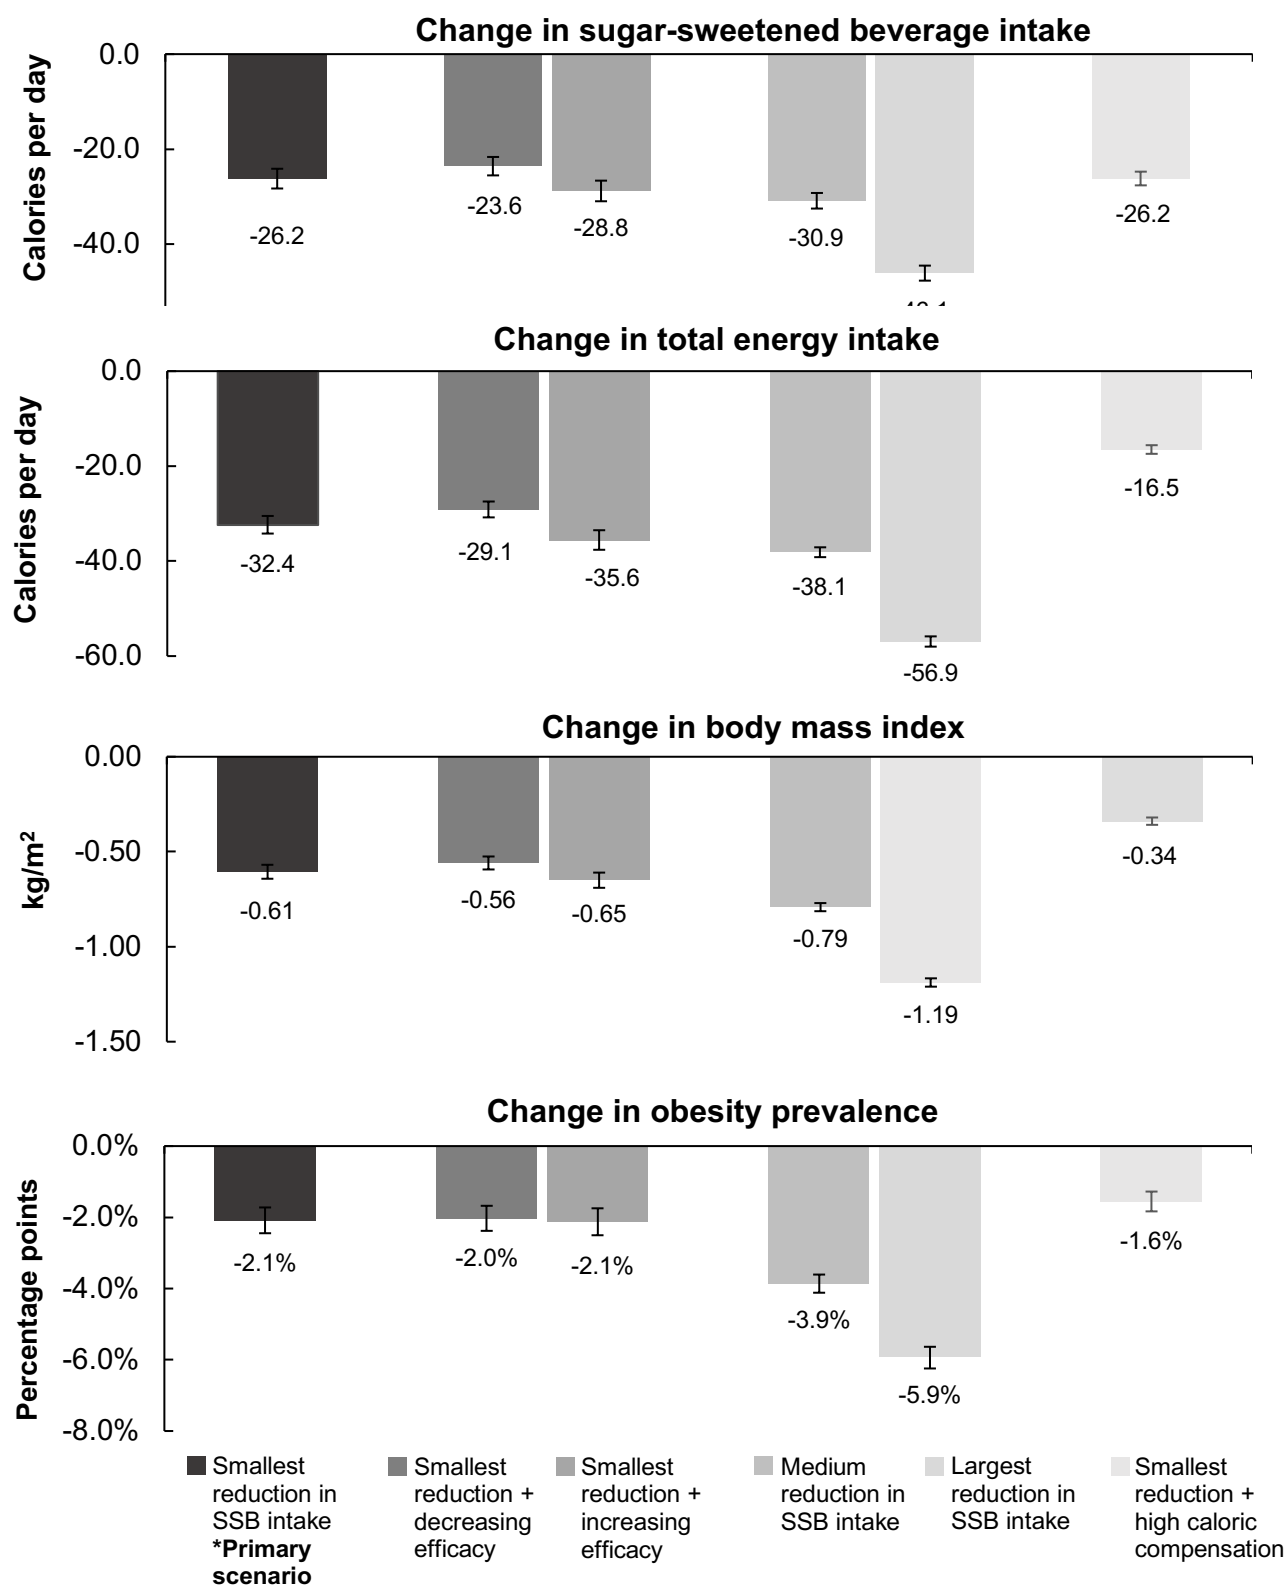 Change in sugar-sweetened beverage intake
Calories per day
0.0
-20.0
-40.0
-26.2
-23.6
-28.8
-30.9
-26.2
Change in total energy intake
Calories per day
0.0
-20.0
-40.0
-60.0
-32.4
-29.1
-35.6
-38.1
-56.9
-16.5
Change in body mass index
kg/m²
0.00
-0.50
-1.00
-1.50
-0.61
-0.56
-0.65
-0.79
-1.19
-0.34
Change in obesity prevalence
Percentage points
0.0%
-2.0%
-4.0%
-6.0%
-8.0%
-2.1%
-2.0%
-2.1%
-3.9%
-5.9%
-1.6%
Smallest
reduction in
SSB intake
*Primary
scenario
Smallest
reduction +
decreasing
efficacy
Smallest
reduction +
increasing
efficacy
Medium
reduction in
SSB intake
Largest
reduction in
SSB intake
Smallest
reduction +
high caloric
compensation